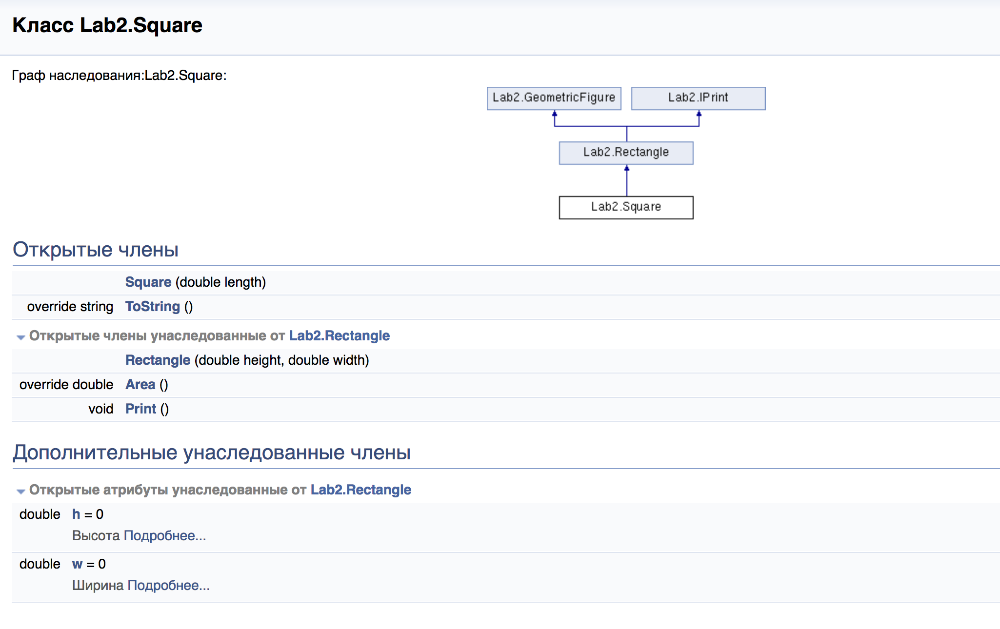 Класс Lab2.Square
Граф наследования:Lab2.Square:
Lab2.GeometricFigure
Lab2.IPrint
Lab2.Rectangle
Lab2.Square
Открытые члены
Square (double length)
override string ToString ()
Открытые члены унаследованные от Lab2.Rectangle
Rectangle (double height, double width)
override double Area ()
void Print ()
Дополнительные унаследованные члены
Открытые атрибуты унаследованные от Lab2.Rectangle
double h = 0
Высота Подробнее...
double w = 0
Ширина Подробнее...